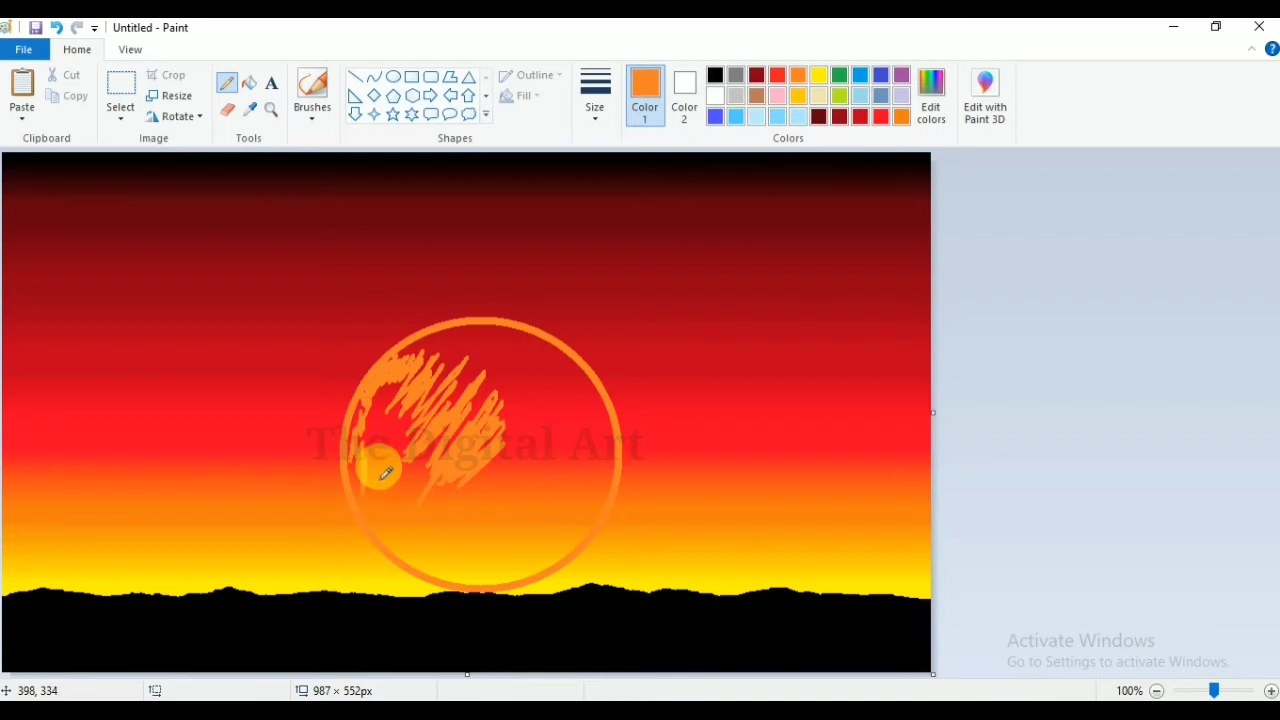 Untitled - Paint
File Home View
Paste
Clipboard
Cut
Copy
Select
Crop
Resize
Rotate
Image
A
Tools
Brushes
Shapes
Outline
Fill
Size
Color 1
Color 2
Colors
Edit colors
Edit with Paint 3D
The Digital Art
Activate Windows
Go to Settings to activate Windows.
398, 334
987 × 552px
100%